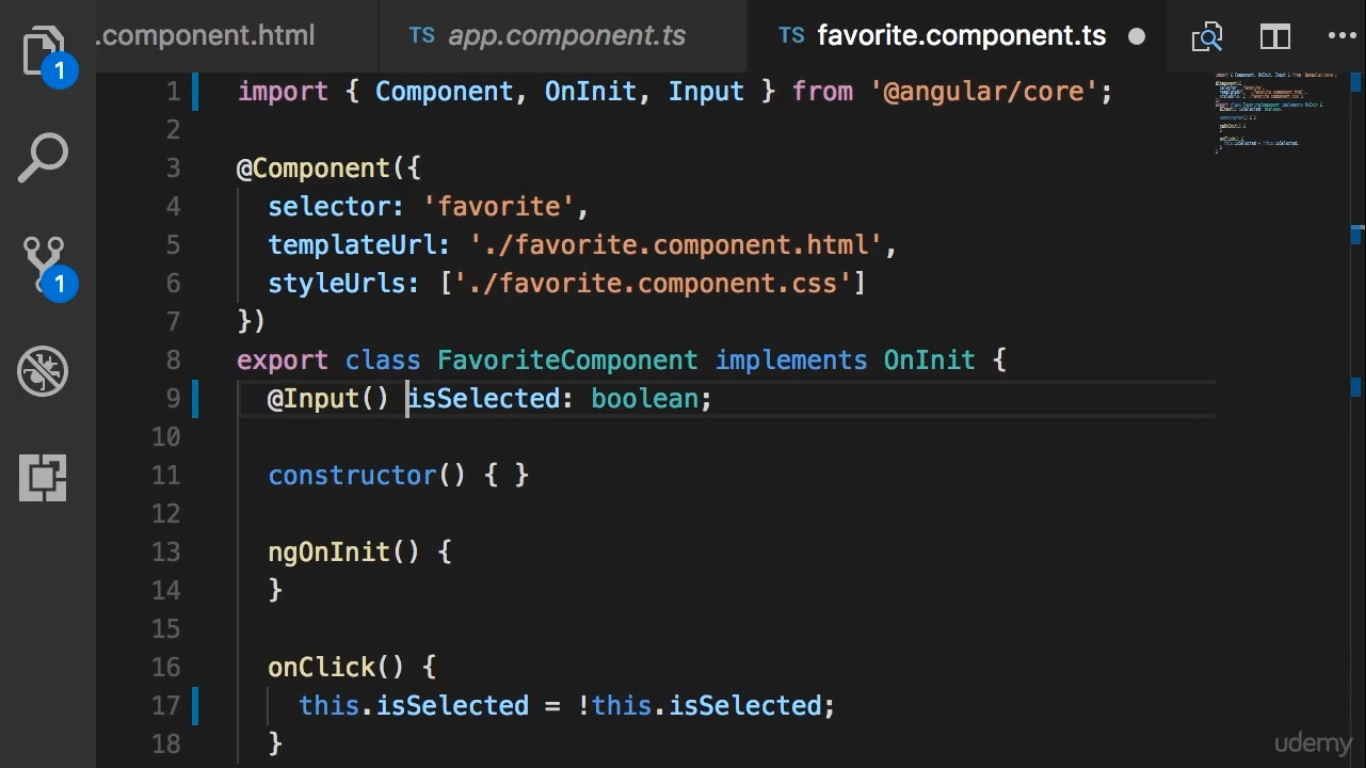 .component.html
TS app.component.ts
TS favorite.component.ts
1
1
1 import { Component, OnInit, Input } from '@angular/core';
2
3 @Component({
4 selector: 'favorite',
5 templateUrl: './favorite.component.html',
6 styleUrls: ['./favorite.component.css']
7 })
8 export class FavoriteComponent implements OnInit {
9 @Input() isSelected: boolean;
10
11 constructor() { }
12
13 ngOnInit() {
14 }
15
16 onClick() {
17 this.isSelected = !this.isSelected;
18 }
udemy